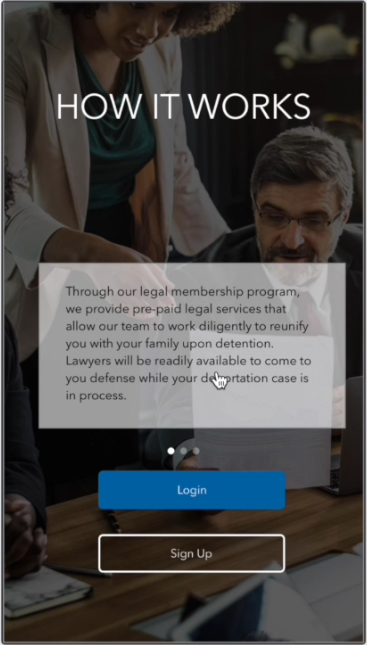 HOW IT WORKS
Through our legal membership program,
we provide pre-paid legal services that
allow our team to work diligently to reunify
you with your family upon detention.
Lawyers will be readily available to come to
you defense while your deportation case is
in process.
Login
Sign Up